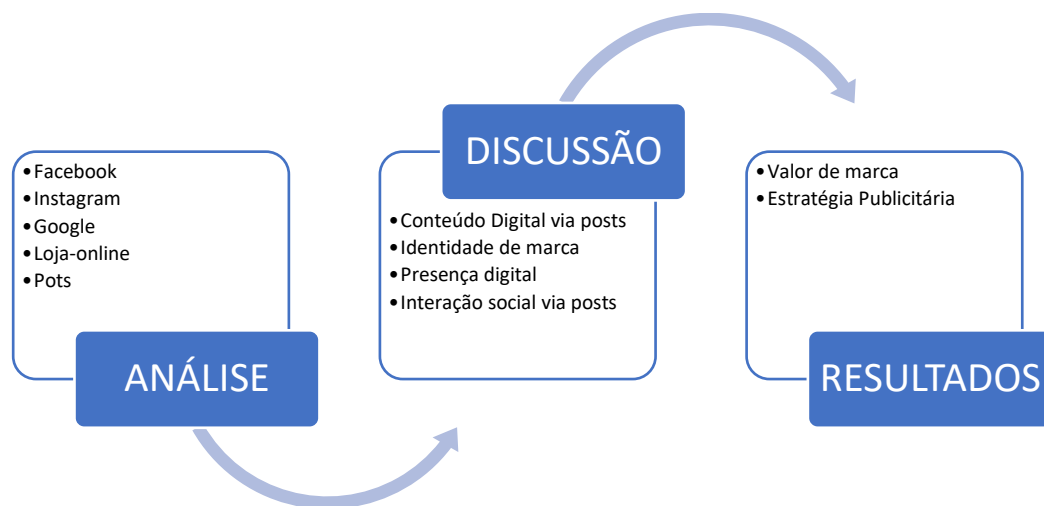 •Facebook
•Instagram
•Google
•Loja-online
•Pots
ANÁLISE
DISCUSSÃO
•Conteúdo Digital via posts
•Identidade de marca
•Presença digital
•Interação social via posts
•Valor de marca
•Estratégia Publicitária
RESULTADOS